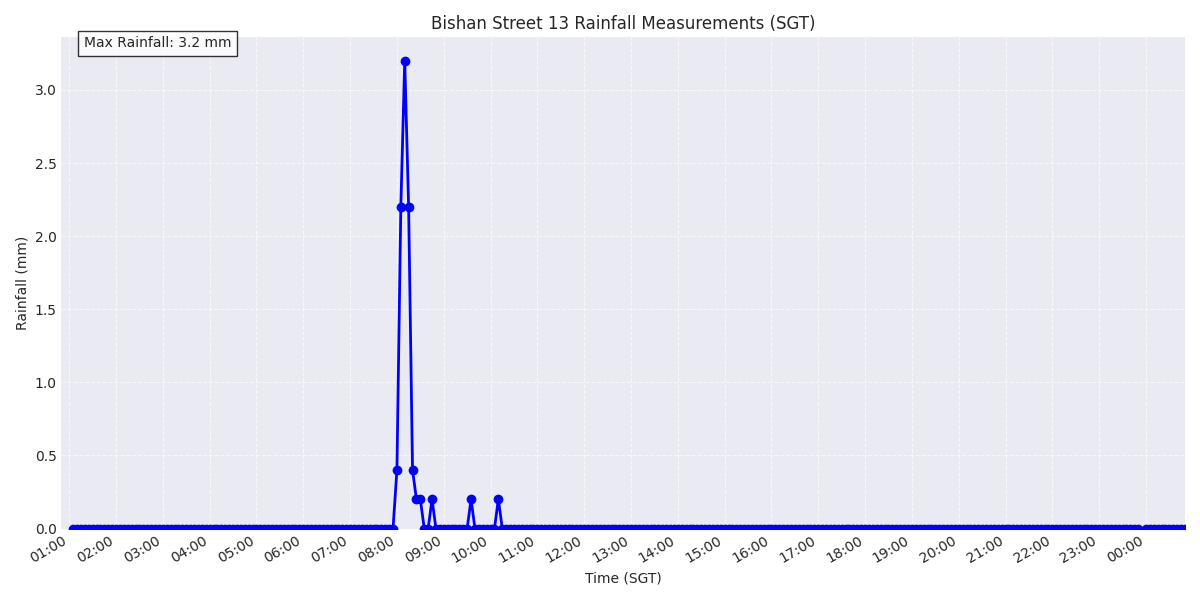 Bishan Street 13 Rainfall Measurements (SGT)
Max Rainfall: 3.2 mm
3.0
2.5
2.0
1.5
1.0
0.5
0.0
Rainfall (mm)
01:00 02:00 03:00 04:00 05:00 06:00 07:00 08:00 09:00 10:00 11:00 12:00 13:00 14:00 15:00 16:00 17:00 18:00 19:00 20:00 21:00 22:00 23:00 00:00
Time (SGT)